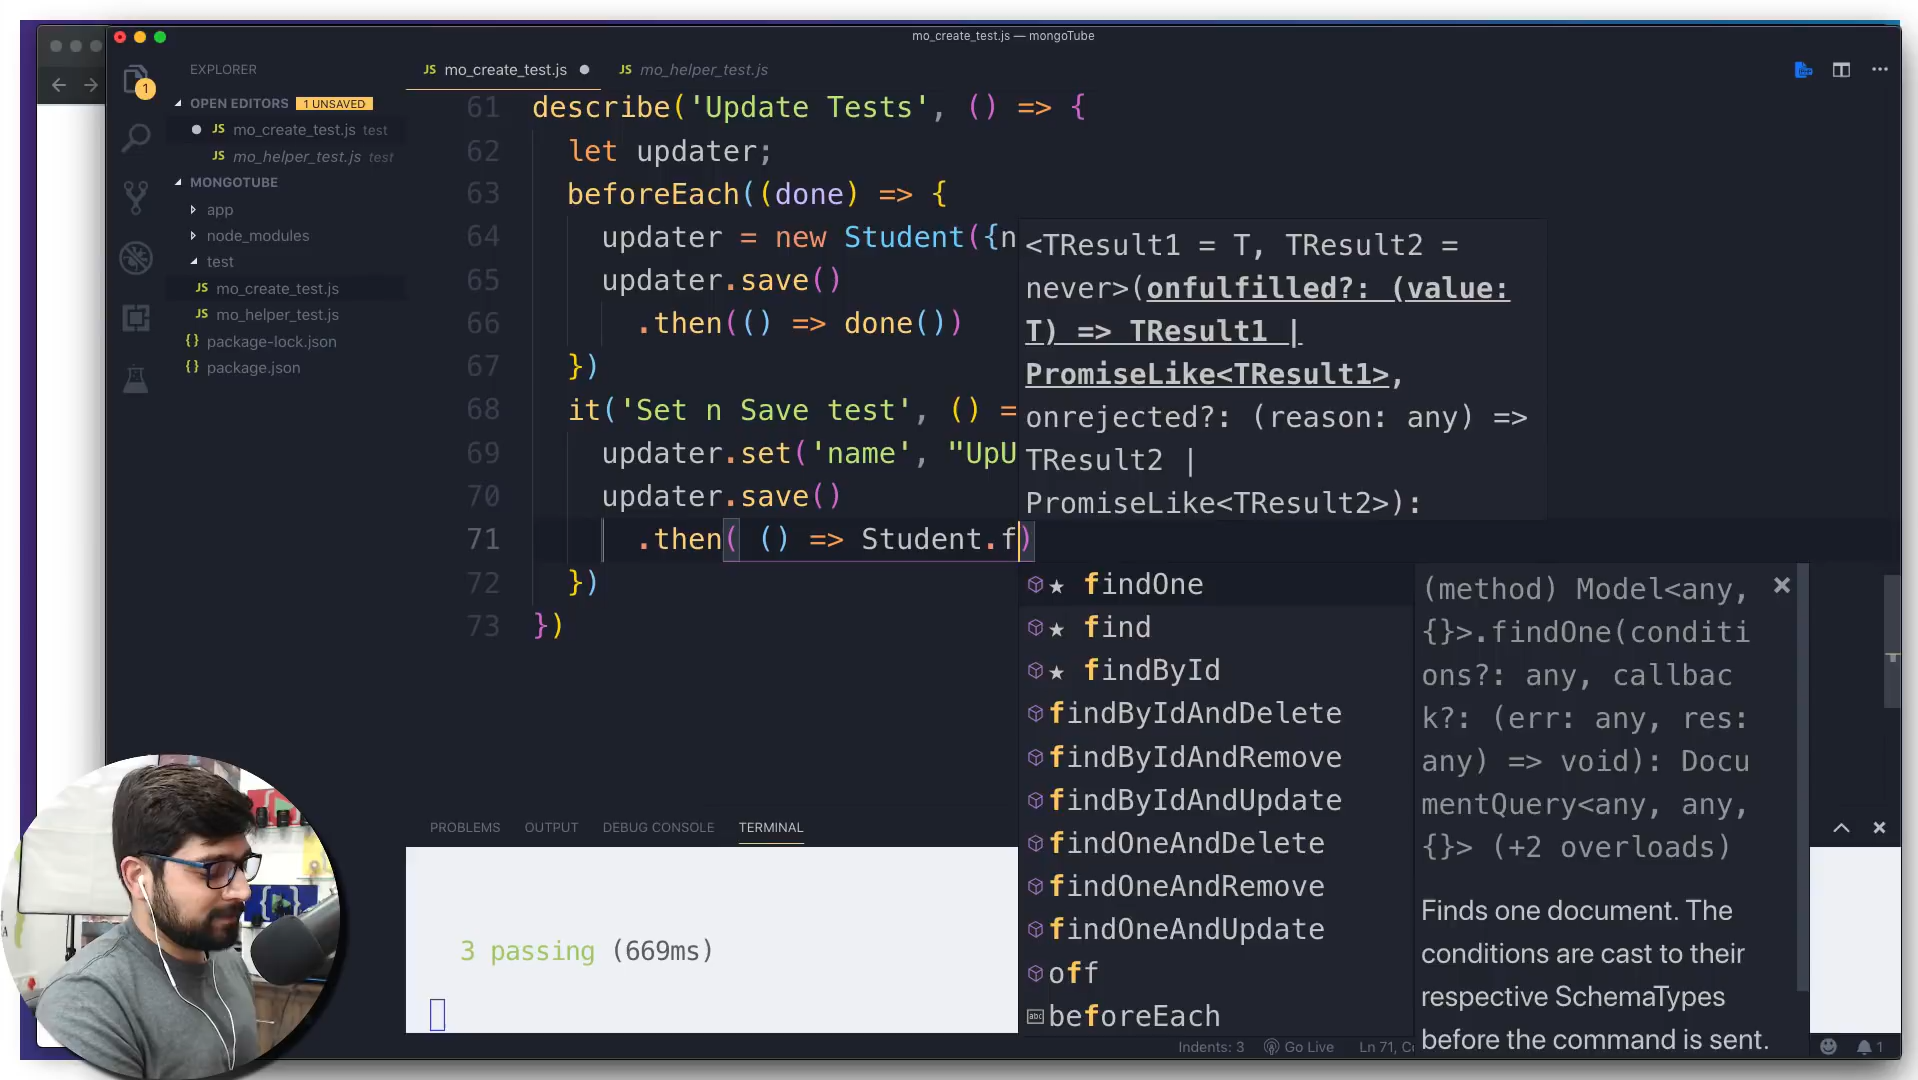 mo_create_test.js — mongoTube
EXPLORER
OPEN EDITORS 1 UNSAVED
JS mo_create_test.js test
JS mo_helper_test.js test
MONGOTUBE
app
node_modules
test
JS mo_create_test.js
JS mo_helper_test.js
{} package-lock.json
{} package.json
1
JS mo_create_test.js
JS mo_helper_test.js
61 describe('Update Tests', () => {
62 let updater;
63 beforeEach((done) => {
64 updater = new Student({n
65 updater.save()
66 .then(() => done())
67 })
68 it('Set n Save test', () =
69 updater.set('name', "UpU
70 updater.save()
71 .then( () => Student.f)
72 })
73 })
<TResult1 = T, TResult2 =
never>(onfulfilled?: (value:
T) => TResult1 |
PromiseLike<TResult1>,
onrejected?: (reason: any) =>
TResult2 |
PromiseLike<TResult2>):
★ findOne
★ find
★ findById
findByIdAndDelete
findByIdAndRemove
findByIdAndUpdate
findOneAndDelete
findOneAndRemove
findOneAndUpdate
off
abc beforeEach
(method) Model<any,
{}>.findOne(conditi
ons?: any, callbac
k?: (err: any, res:
any) => void): Docu
mentQuery<any, any,
{}> (+2 overloads)
Finds one document. The
conditions are cast to their
respective SchemaTypes
before the command is sent.
PROBLEMS OUTPUT DEBUG CONSOLE TERMINAL
3 passing (669ms)
Indents: 3 Go Live Ln 71, C
1